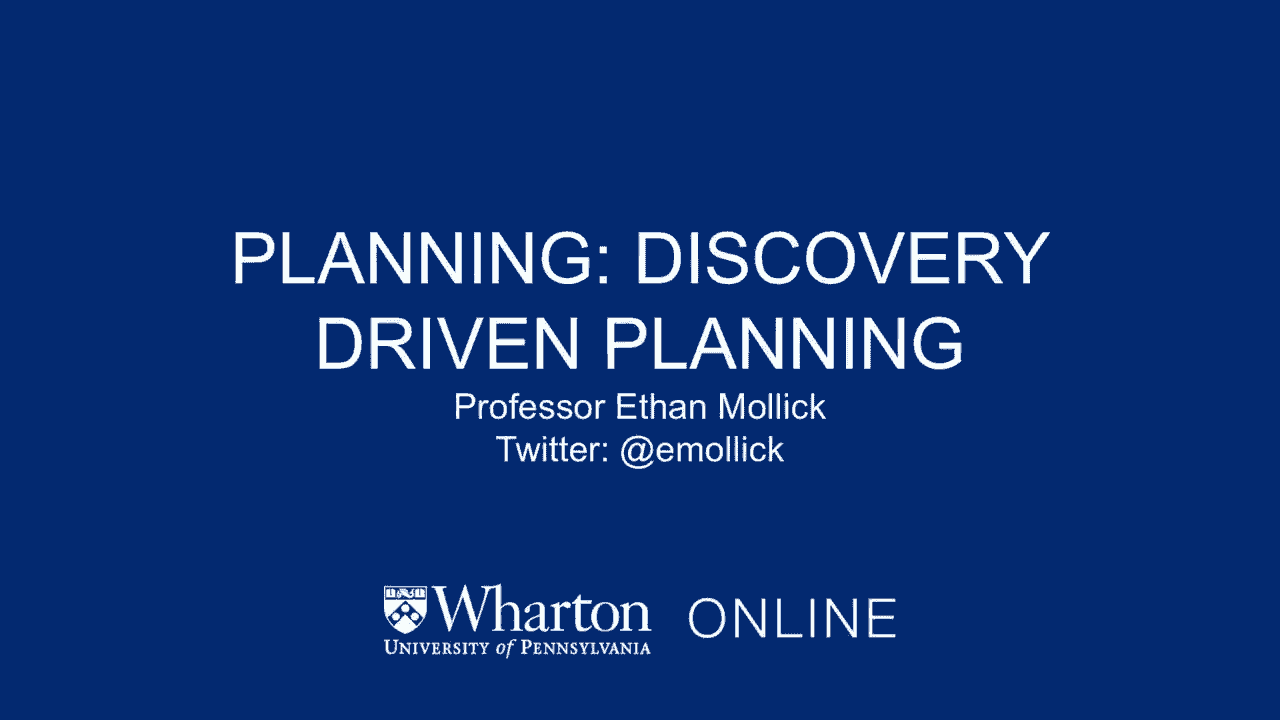 PLANNING: DISCOVERY
DRIVEN PLANNING
Professor Ethan Mollick
Twitter: @emollick
Wharton ONLINE
UNIVERSITY of PENNSYLVANIA